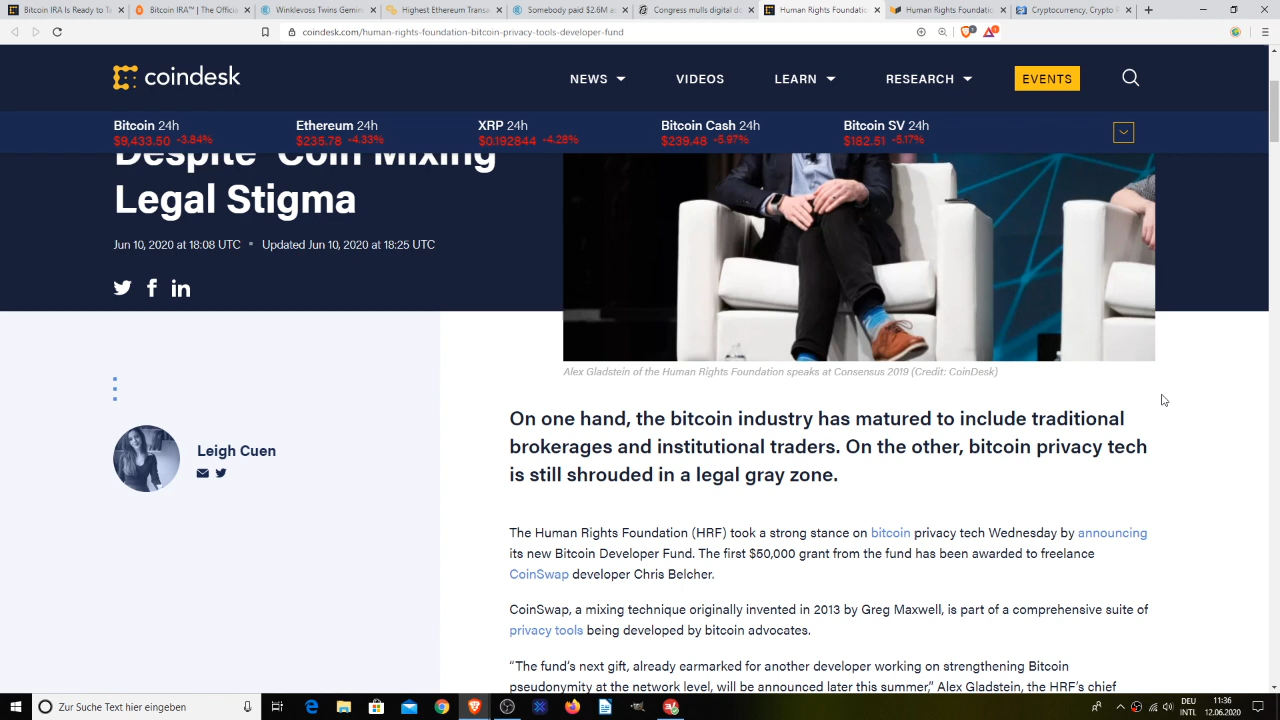 Bitcoin IRA Is Ready to Ta
Bitcoin IRA™ | The Officia
Winklevoss Twins Gemini
Highest Ethereum Transac
Somebody paid $2.6M as
Congress mulls digital do
Human Rights Foundatio
Human Rights Foundatio
Cryptocurrency, Crypto P
coindesk.com/human-rights-foundation-bitcoin-privacy-tools-developer-fund
coindesk
NEWS
VIDEOS
LEARN
RESEARCH
EVENTS
Bitcoin 24h
Ethereum 24h
XRP 24h
Bitcoin Cash 24h
Bitcoin SV 24h
$9,433.50 -3.84%
$235.78 -4.33%
$0.192844 -4.28%
$239.48 -5.97%
$182.51 -5.17%
Despite 'Coin Mixing'
Legal Stigma
Jun 10, 2020 at 18:08 UTC • Updated Jun 10, 2020 at 18:25 UTC
Alex Gladstein of the Human Rights Foundation speaks at Consensus 2019 (Credit: CoinDesk)
Leigh Cuen
On one hand, the bitcoin industry has matured to include traditional
brokerages and institutional traders. On the other, bitcoin privacy tech
is still shrouded in a legal gray zone.
The Human Rights Foundation (HRF) took a strong stance on bitcoin privacy tech Wednesday by announcing
its new Bitcoin Developer Fund. The first $50,000 grant from the fund has been awarded to freelance
CoinSwap developer Chris Belcher.
CoinSwap, a mixing technique originally invented in 2013 by Greg Maxwell, is part of a comprehensive suite of
privacy tools being developed by bitcoin advocates.
“The fund's next gift, already earmarked for another developer working on strengthening Bitcoin
pseudonymity at the network level, will be announced later this summer,” Alex Gladstein, the HRF's chief
Zur Suche Text hier eingeben
DEU
INTL
11:36
12.06.2020